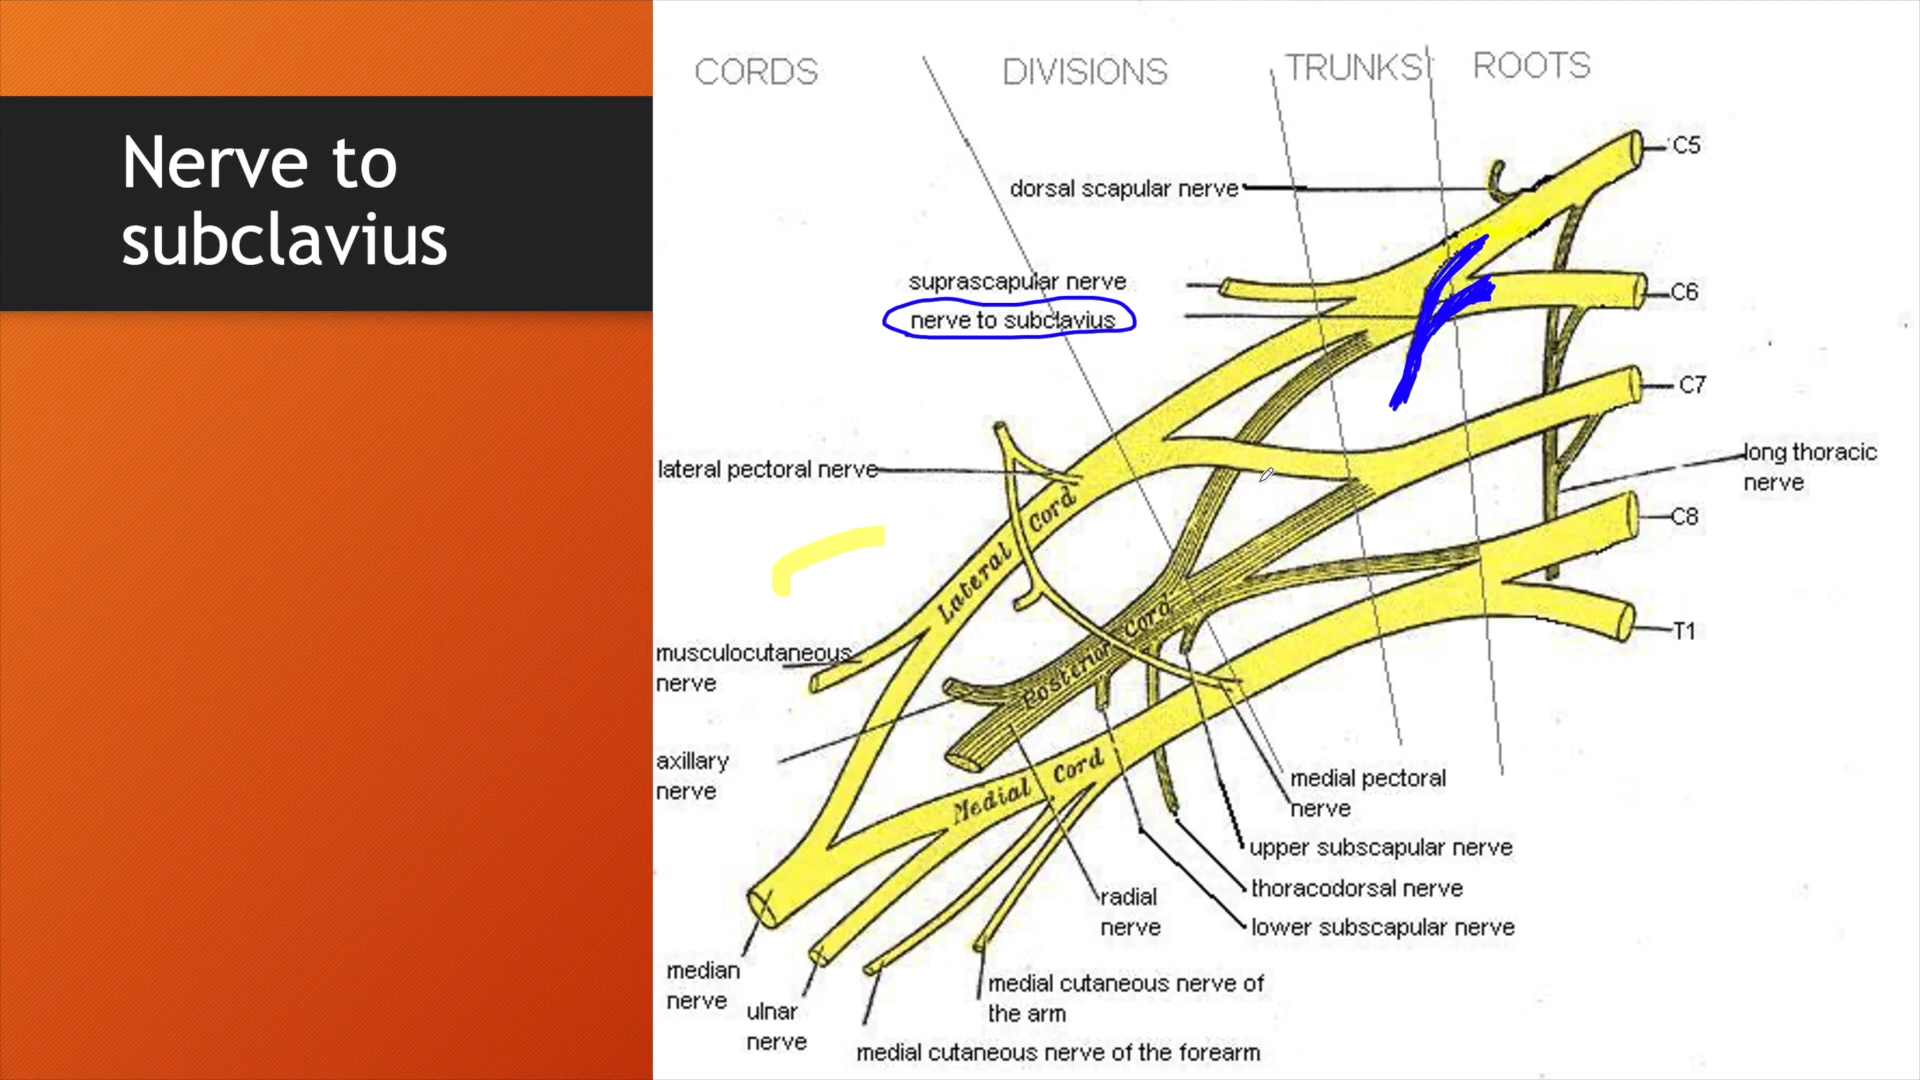 Nerve to
subclavius
CORDS
DIVISIONS
TRUNKS
ROOTS
C5
dorsal scapular nerve
suprascapular nerve
C6
nerve to subclavius
C7
lateral pectoral nerve
long thoracic
nerve
C8
Lateral Cord
T1
Posterior Cord
musculocutaneous
nerve
axillary
nerve
Medial Cord
medial pectoral
nerve
upper subscapular nerve
thoracodorsal nerve
lower subscapular nerve
radial
nerve
median
nerve
ulnar
nerve
medial cutaneous nerve of
the arm
medial cutaneous nerve of the forearm